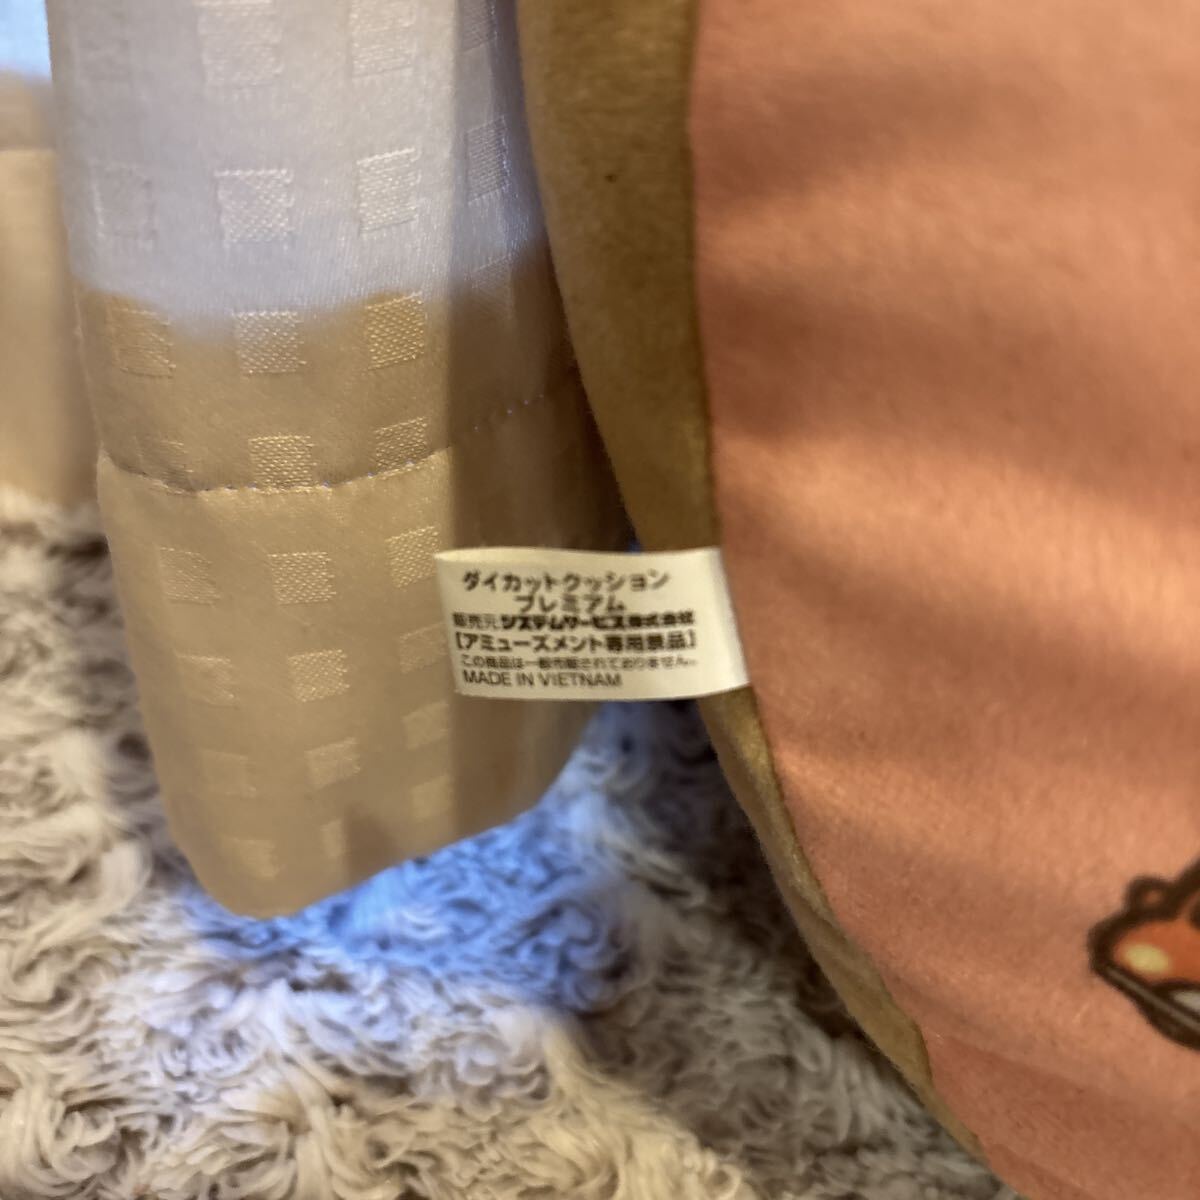 ダイカットクッション
プレミアム
販売元 システムサービス株式会社
【アミューズメント専用景品】
この商品は一般市販されておりません。
MADE IN VIETNAM